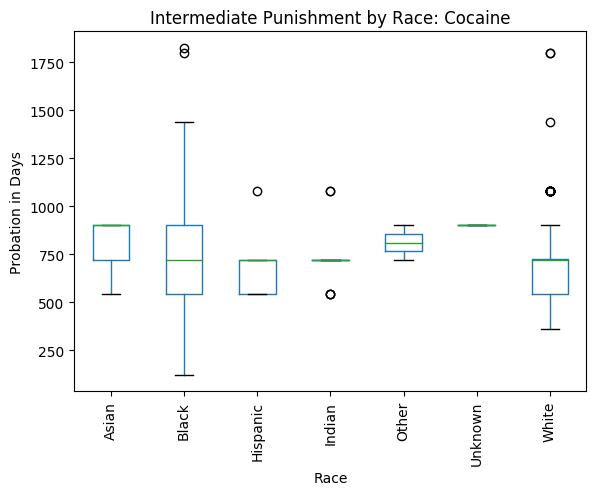 Intermediate Punishment by Race: Cocaine
Probation in Days
1750
1500
1250
1000
750
500
250
Asian
Black
Hispanic
Indian
Other
Unknown
White
Race